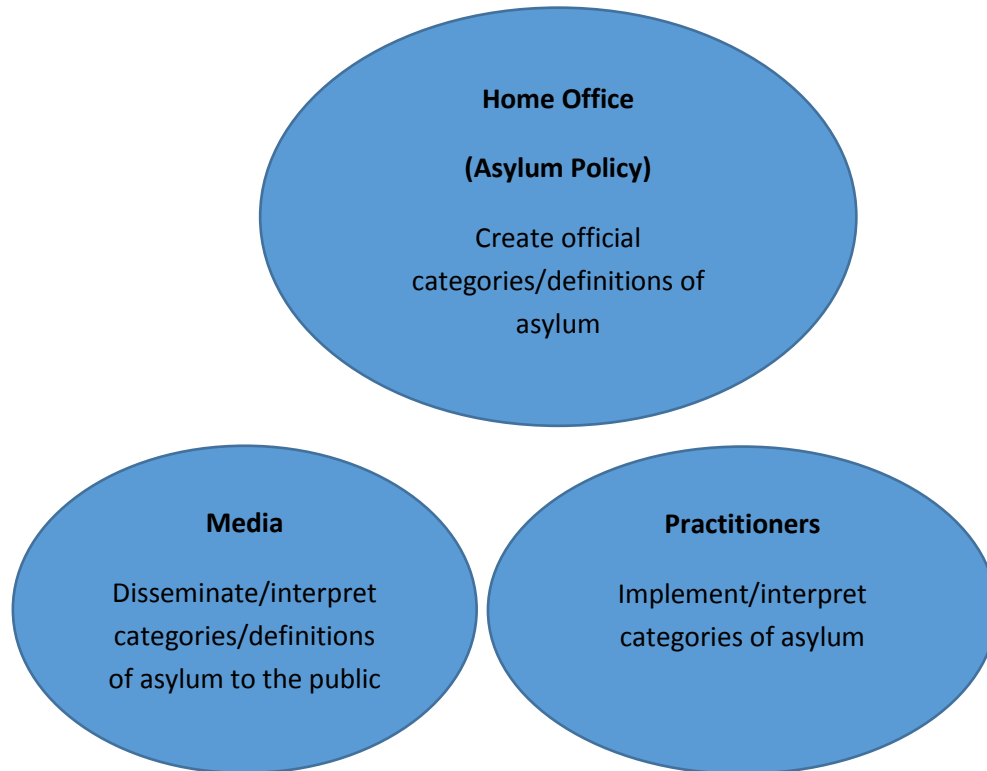 Home Office
(Asylum Policy)
Create official
categories/definitions of
asylum
Media
Disseminate/interpret
categories/definitions
of asylum to the public
Practitioners
Implement/interpret
categories of asylum